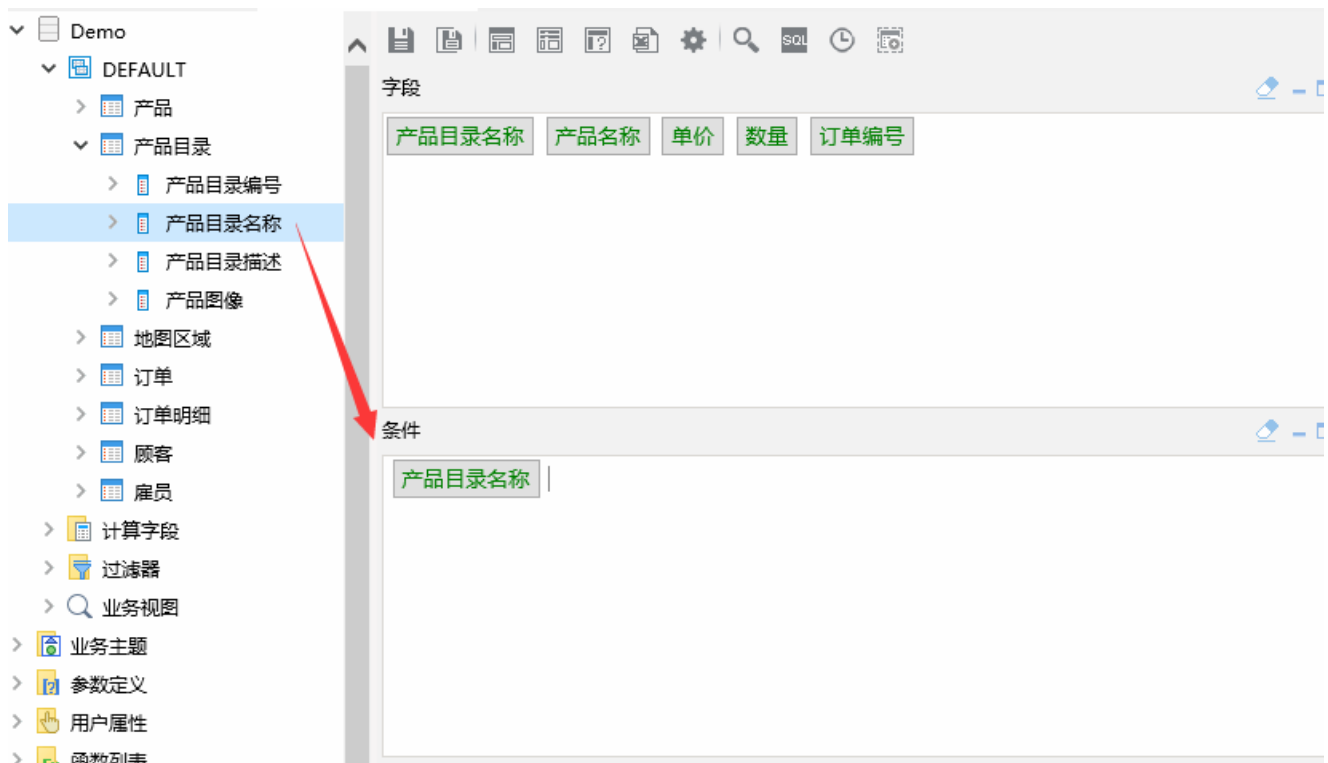 Demo
DEFAULT
产品
产品目录
产品目录编号
产品目录名称
产品目录描述
产品图像
地图区域
订单
订单明细
顾客
雇员
计算字段
过滤器
业务视图
业务主题
参数定义
用户属性
函数列表
SQL
字段
产品目录名称 产品名称 单价 数量 订单编号
条件
产品目录名称